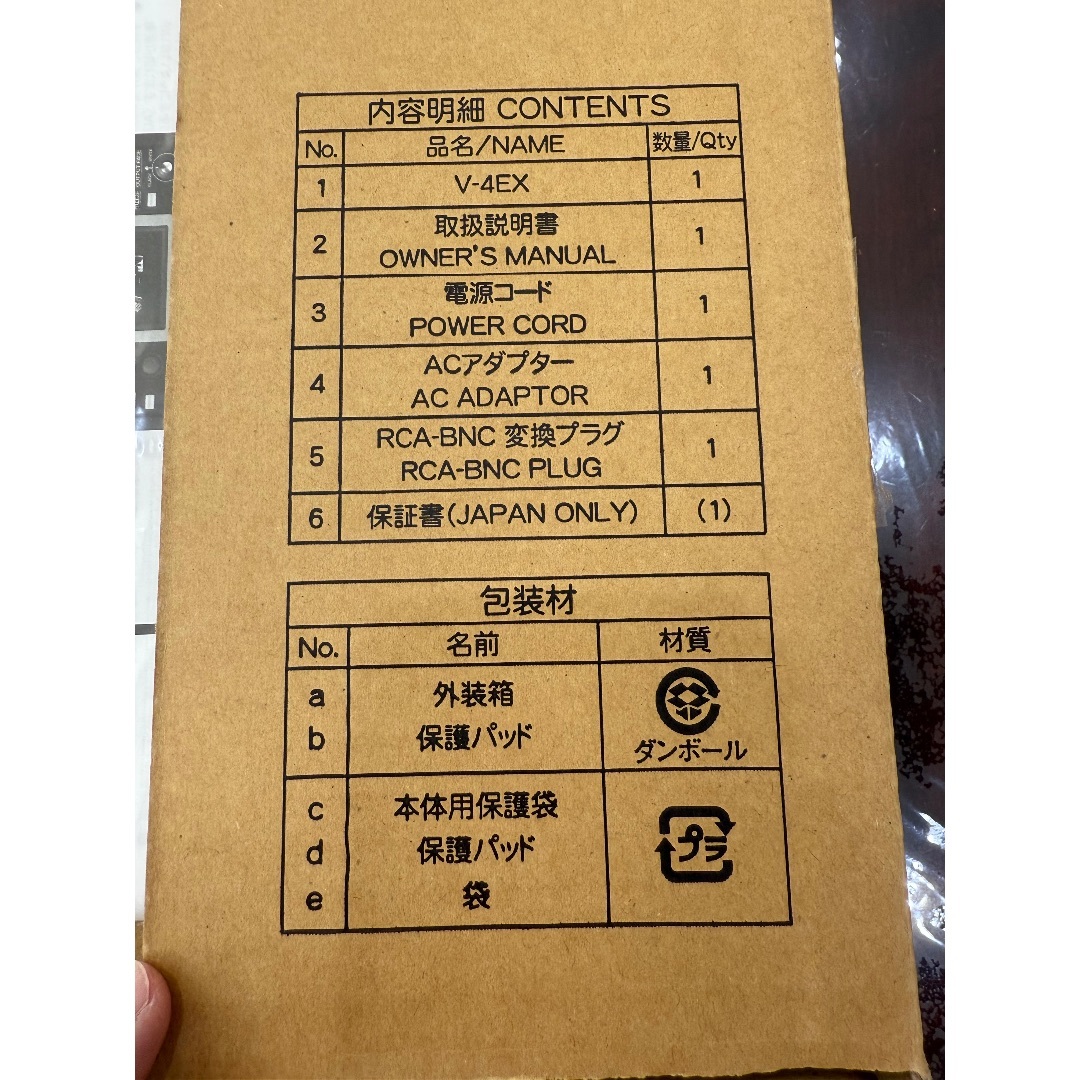 内容明細 CONTENTS
No. 品名/NAME 数量/Qty
1 V-4EX 1
2 取扱説明書 OWNER'S MANUAL 1
3 電源コード POWER CORD 1
4 ACアダプター AC ADAPTOR 1
5 RCA-BNC 変換プラグ RCA-BNC PLUG 1
6 保証書(JAPAN ONLY) (1)
包装材
No. 名前 材質
a 外装箱
b 保護パッド
ダンボール
c 本体用保護袋
d 保護パッド
プラ
e 袋